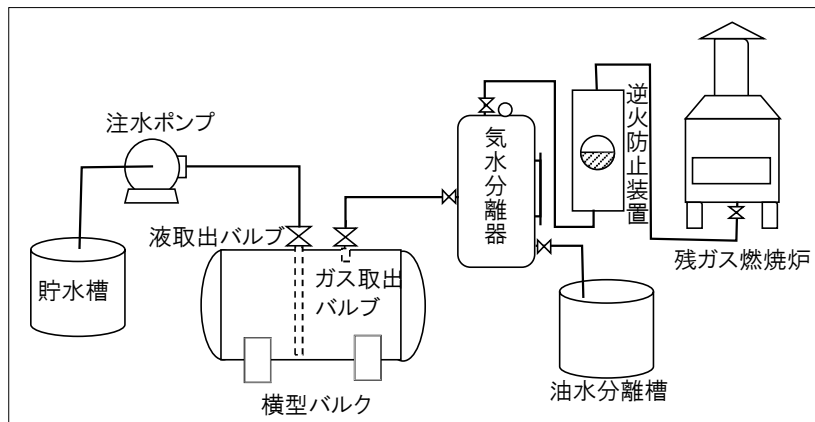 注水ポンプ
貯水槽
液取出バルブ
ガス取出
バルブ
横型バルク
気水分離器
逆火防止装置
残ガス燃焼炉
油水分離槽